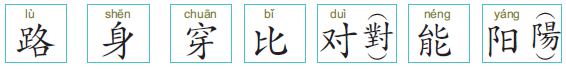 lù shēn chuān bǐ duì néng yáng
路 身 穿 比 对(對) 能 阳(陽)